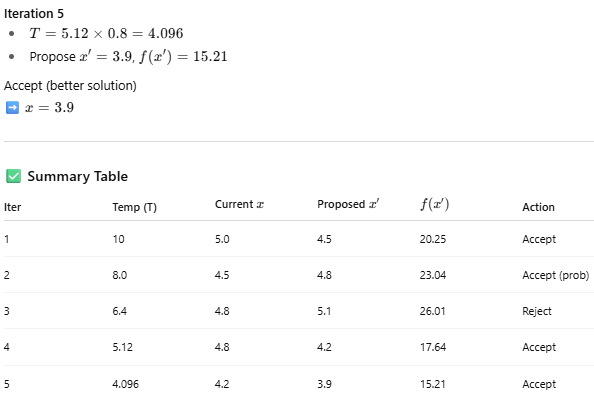 Iteration 5
• T = 5.12 × 0.8 = 4.096
• Propose x′ = 3.9, f(x′) = 15.21
Accept (better solution)
➡ x = 3.9
✅ Summary Table
Iter Temp (T) Current x Proposed x′ f(x′) Action
1 10 5.0 4.5 20.25 Accept
2 8.0 4.5 4.8 23.04 Accept (prob)
3 6.4 4.8 5.1 26.01 Reject
4 5.12 4.8 4.2 17.64 Accept
5 4.096 4.2 3.9 15.21 Accept